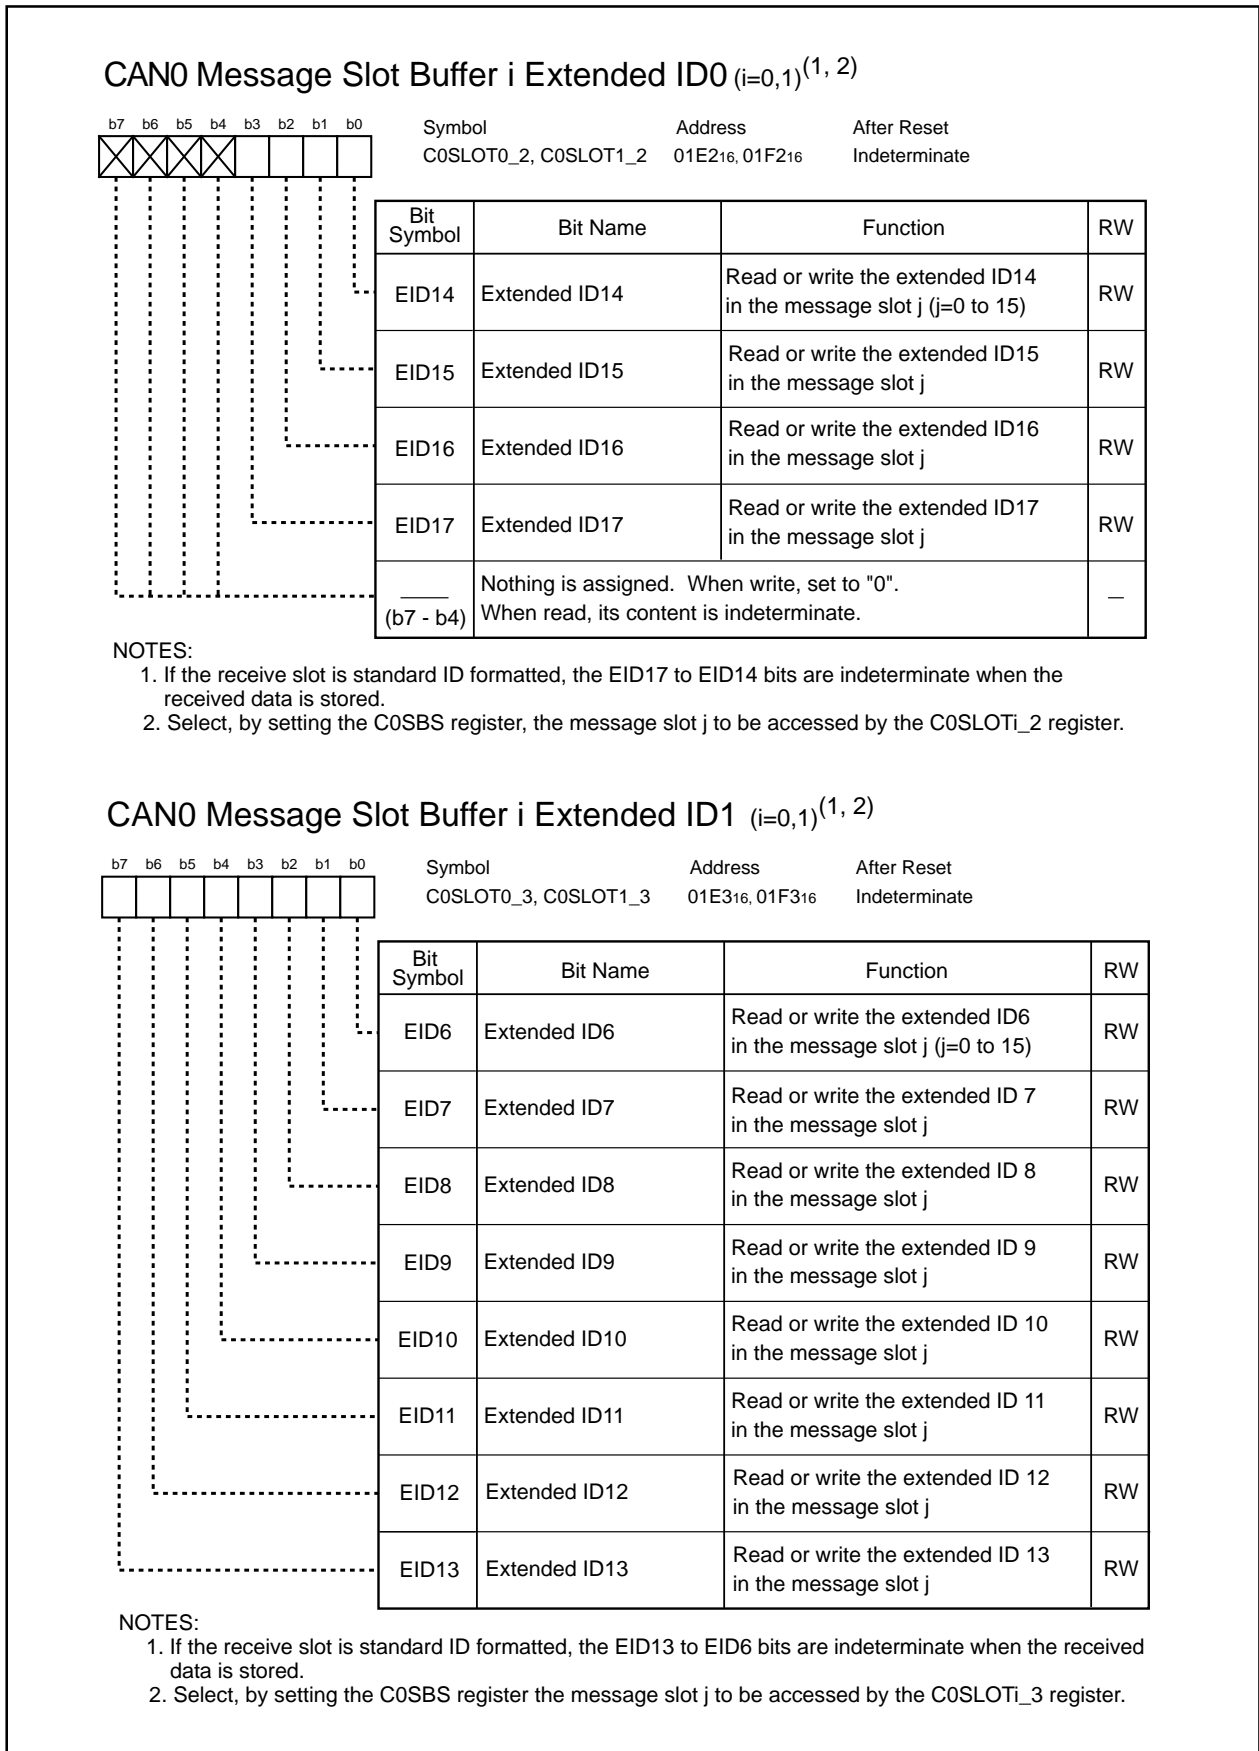 CAN0 Message Slot Buffer i Extended ID0 (i=0,1)(1, 2)
b7 b6 b5 b4 b3 b2 b1 b0
Symbol Address After Reset
C0SLOT0_2, C0SLOT1_2 01E216, 01F216 Indeterminate
Bit Symbol Bit Name Function RW
EID14 Extended ID14 Read or write the extended ID14
in the message slot j (j=0 to 15) RW
EID15 Extended ID15 Read or write the extended ID15
in the message slot j RW
EID16 Extended ID16 Read or write the extended ID16
in the message slot j RW
EID17 Extended ID17 Read or write the extended ID17
in the message slot j RW
Nothing is assigned. When write, set to "0". —
(b7 - b4) When read, its content is indeterminate.
NOTES:
1. If the receive slot is standard ID formatted, the EID17 to EID14 bits are indeterminate when the
received data is stored.
2. Select, by setting the C0SBS register, the message slot j to be accessed by the C0SLOTi_2 register.
CAN0 Message Slot Buffer i Extended ID1 (i=0,1)(1, 2)
b7 b6 b5 b4 b3 b2 b1 b0
Symbol Address After Reset
C0SLOT0_3, C0SLOT1_3 01E316, 01F316 Indeterminate
Bit Symbol Bit Name Function RW
EID6 Extended ID6 Read or write the extended ID6
in the message slot j (j=0 to 15) RW
EID7 Extended ID7 Read or write the extended ID 7
in the message slot j RW
EID8 Extended ID8 Read or write the extended ID 8
in the message slot j RW
EID9 Extended ID9 Read or write the extended ID 9
in the message slot j RW
EID10 Extended ID10 Read or write the extended ID 10
in the message slot j RW
EID11 Extended ID11 Read or write the extended ID 11
in the message slot j RW
EID12 Extended ID12 Read or write the extended ID 12
in the message slot j RW
EID13 Extended ID13 Read or write the extended ID 13
in the message slot j RW
NOTES:
1. If the receive slot is standard ID formatted, the EID13 to EID6 bits are indeterminate when the received
data is stored.
2. Select, by setting the C0SBS register the message slot j to be accessed by the C0SLOTi_3 register.